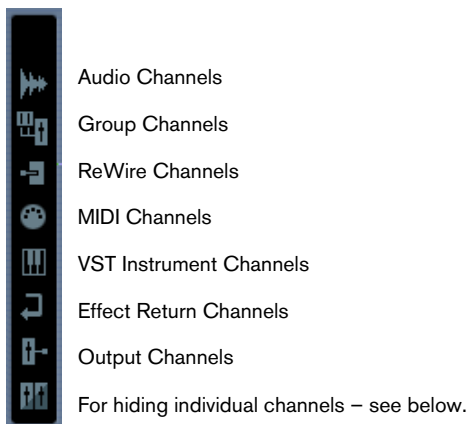 Audio Channels
Group Channels
ReWire Channels
MIDI Channels
VST Instrument Channels
Effect Return Channels
Output Channels
For hiding individual channels – see below.